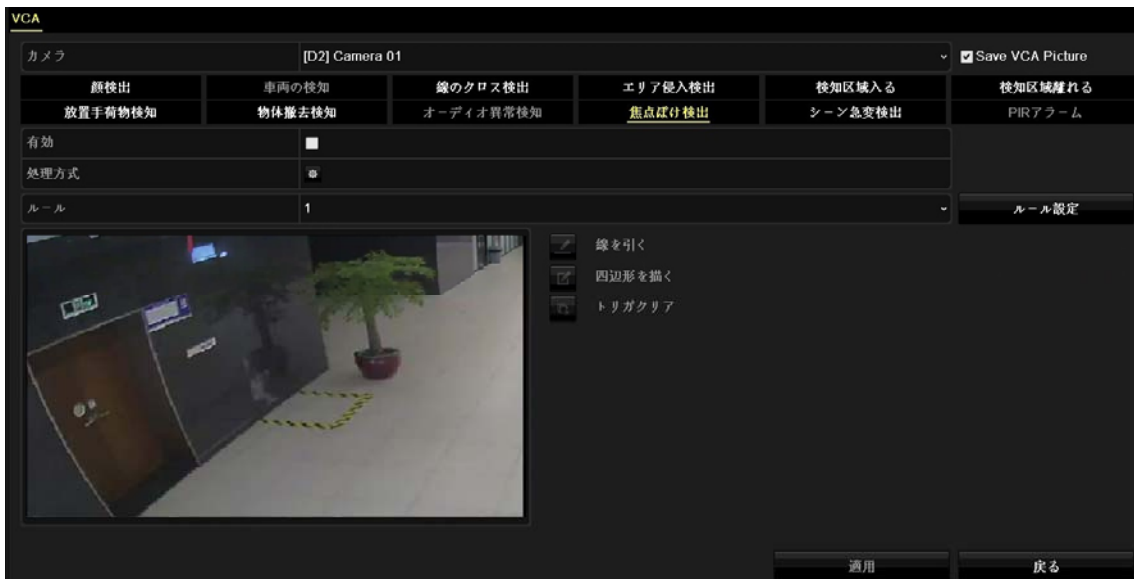 VCA
カメラ [D2] Camera 01 Save VCA Picture
顔検出 車両の検知 線のクロス検出 エリア侵入検出 検知区域入る 検知区域離れる
放置手荷物検知 物体撤去検知 オーディオ異常検知 焦点ぼけ検出 シーン急変検出 PIRアラーム
有効
処理方式
ルール 1 ルール設定
線を引く
四辺形を描く
トリガクリア
適用 戻る